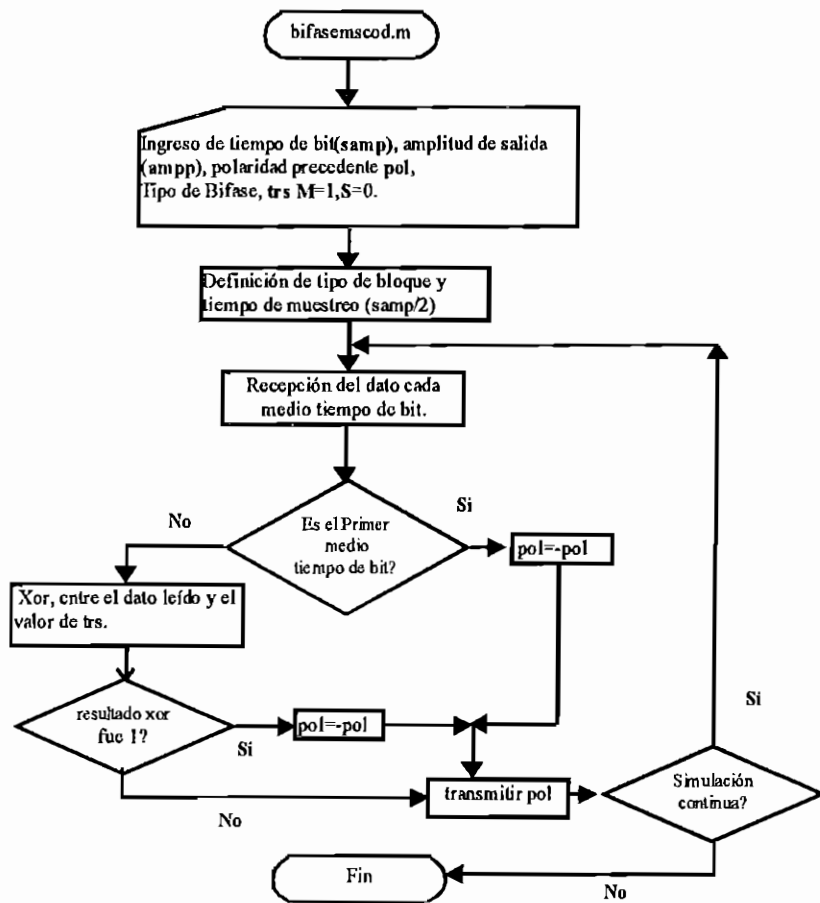 bifasemscod.m
Ingreso de tiempo de bit(samp), amplitud de salida
(ampp), polaridad precedente pol,
Tipo de Bifase, trs M=1,S=0.
Definición de tipo de bloque y
tiempo de muestreo (samp/2)
Recepción del dato cada
medio tiempo de bit.
Es el Primer
medio
tiempo de bit?
No
Si
pol=-pol
Xor, entre el dato leído y el
valor de trs.
resultado xor
fue 1?
Si
pol=-pol
No
transmitir pol
Simulación
continua?
Si
No
Fin